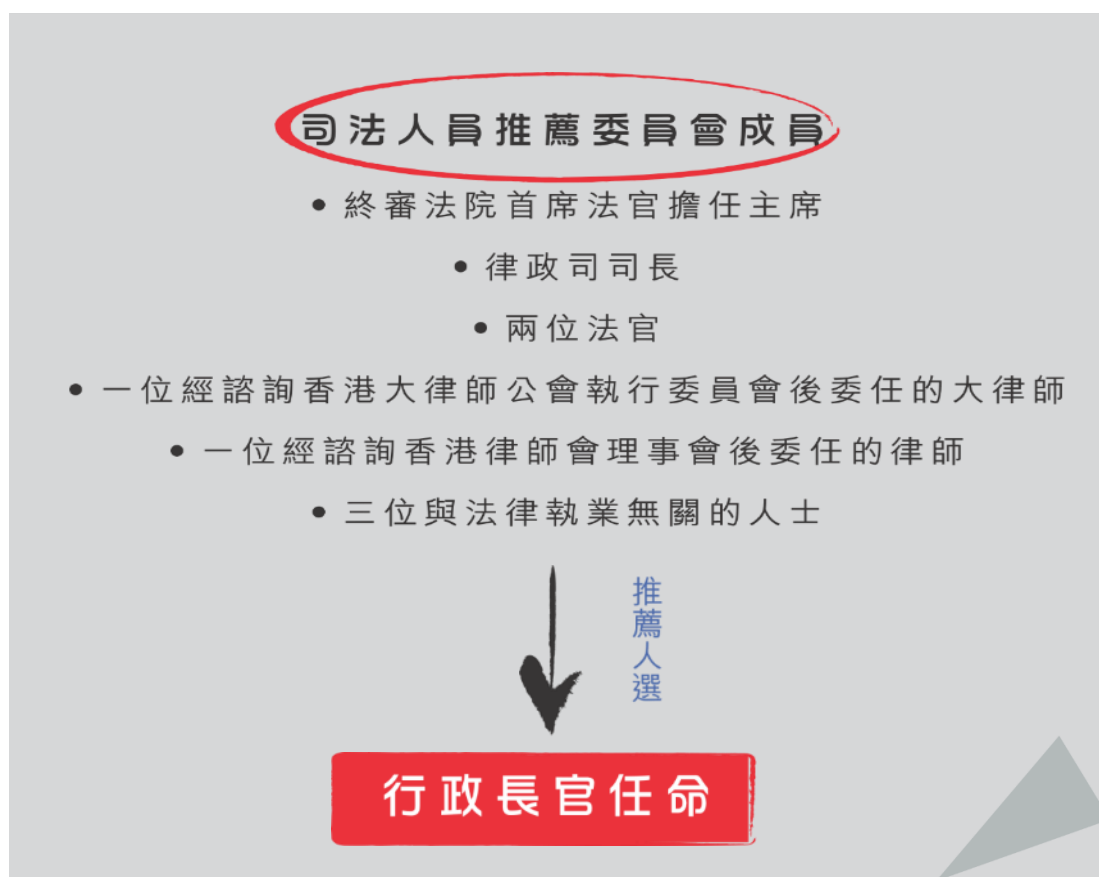 司法人員推薦委員會成員
• 終審法院首席法官擔任主席
• 律政司司長
• 兩位法官
• 一位經諮詢香港大律師公會執行委員會後委任的大律師
• 一位經諮詢香港律師會理事會後委任的律師
• 三位與法律執業無關的人士
推薦人選
行政長官任命